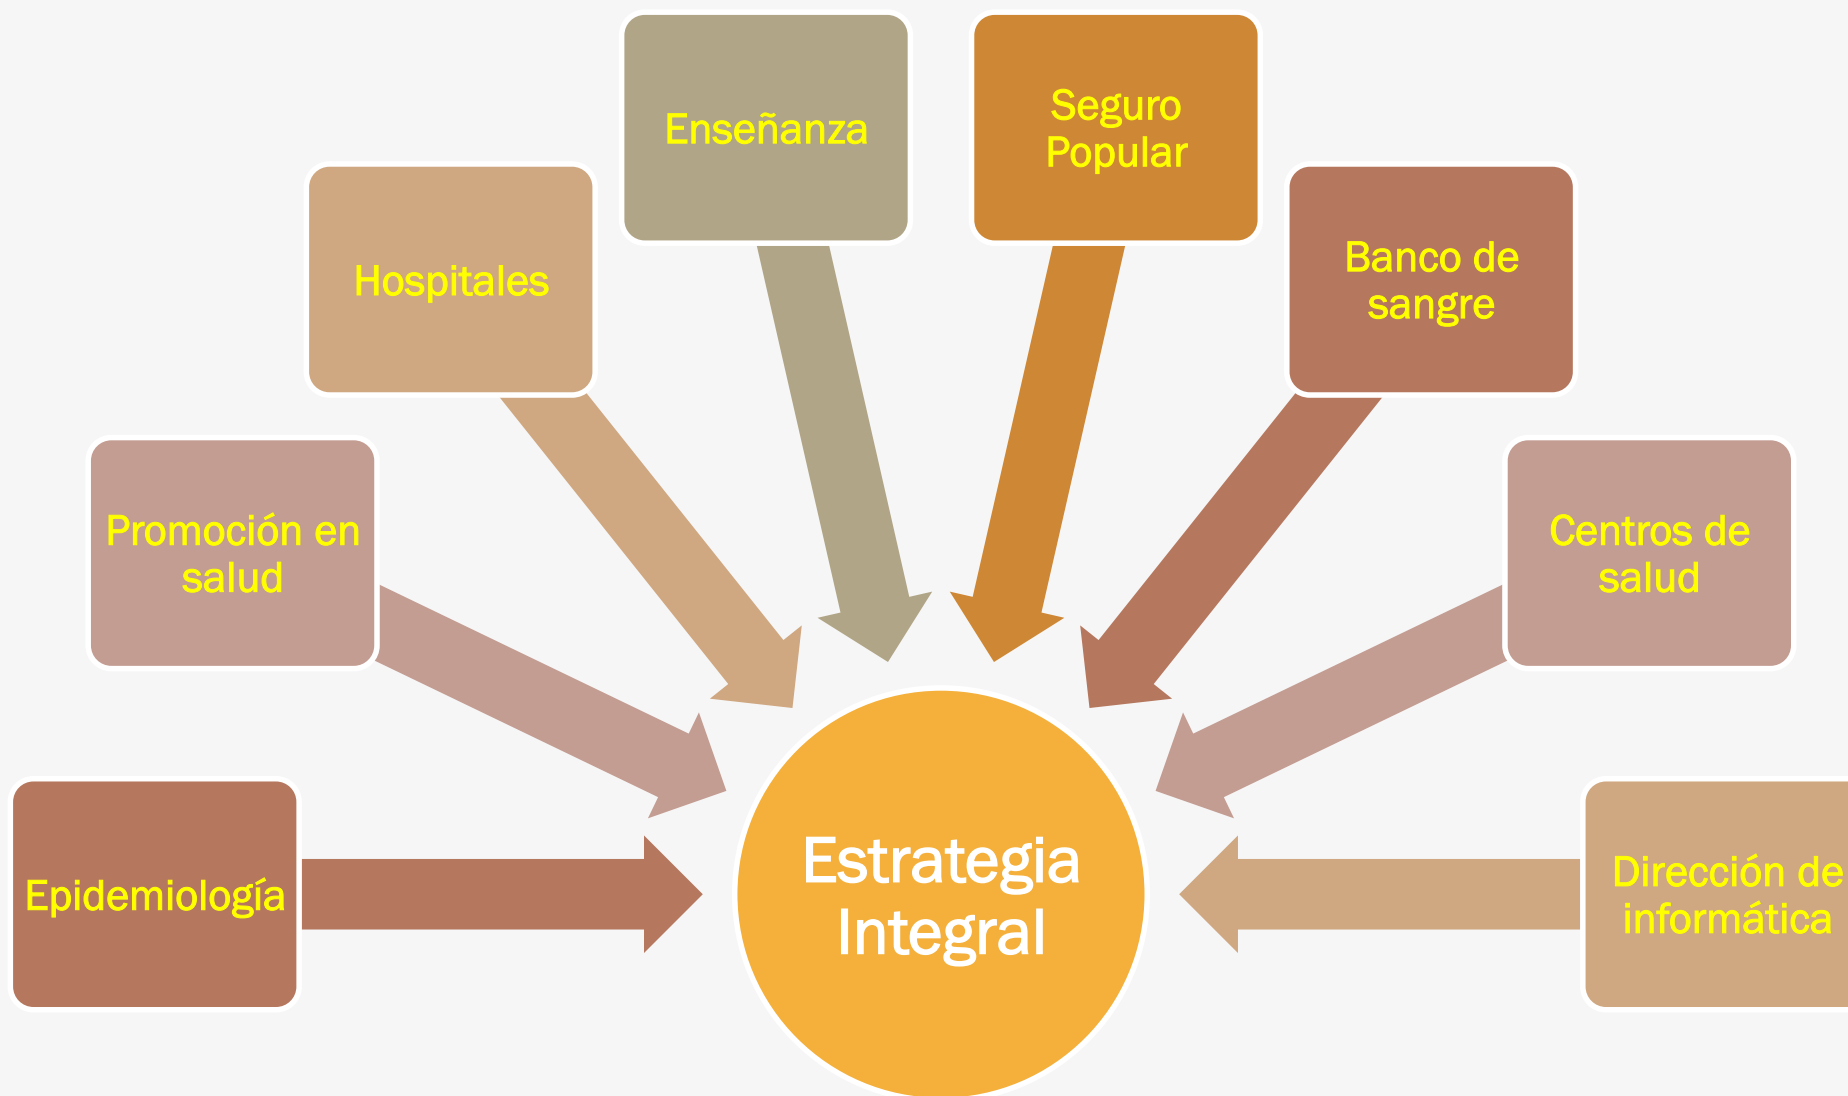 Enseñanza
Seguro
Popular
Hospitales
Banco de
sangre
Promoción en
salud
Centros de
salud
Epidemiología
Estrategia
Integral
Dirección de
informática